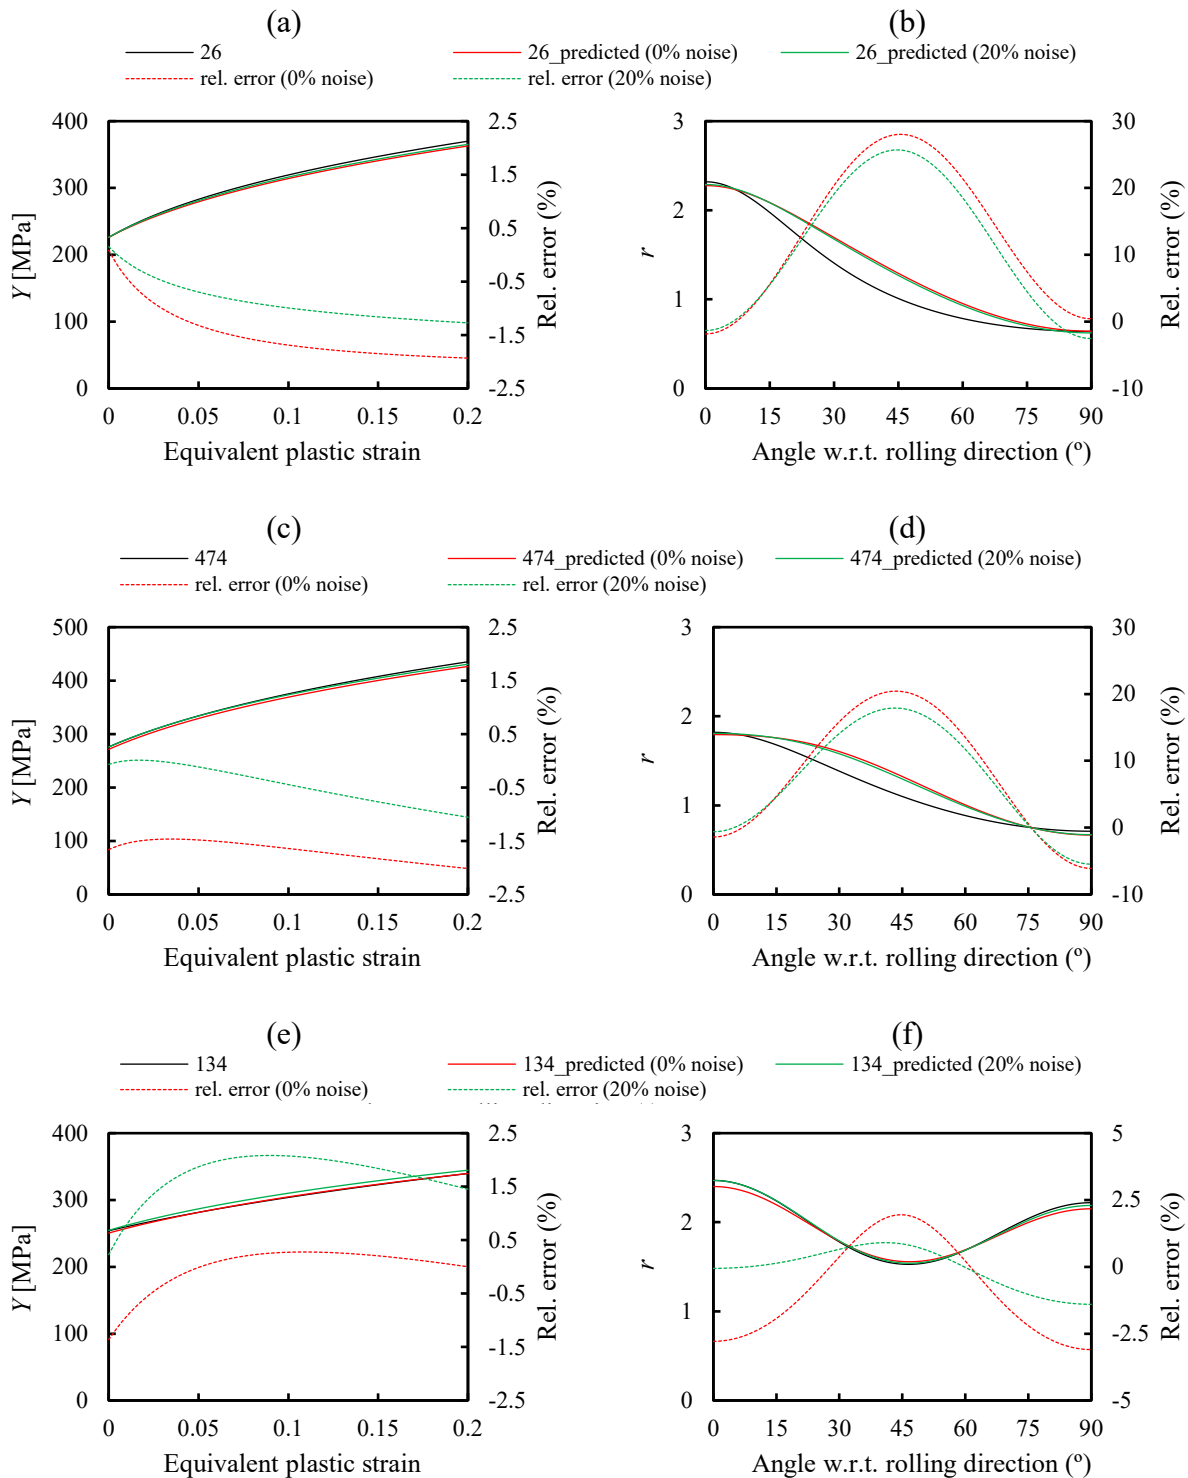 (a) (b)
26 26_predicted (0% noise) 26_predicted (20% noise)
rel. error (0% noise) rel. error (20% noise)
400 2.5 3 30
300 1.5 2 20
200 0.5 10
100 -0.5 1 0
0 -1.5 0 -10
-2.5
Y [MPa] Rel. error (%) r Rel. error (%)
0 0.05 0.1 0.15 0.2 0 15 30 45 60 75 90
Equivalent plastic strain Angle w.r.t. rolling direction (º)
(c) (d)
474 474_predicted (0% noise) 474_predicted (20% noise)
rel. error (0% noise) rel. error (20% noise)
500 2.5 3 30
400 1.5 2 20
300 0.5 10
200 -0.5 1 0
100 -1.5 0 -10
0 -2.5
Y [MPa] Rel. error (%) r Rel. error (%)
0 0.05 0.1 0.15 0.2 0 15 30 45 60 75 90
Equivalent plastic strain Angle w.r.t. rolling direction (º)
(e) (f)
134 134_predicted (0% noise) 134_predicted (20% noise)
rel. error (0% noise) rel. error (20% noise)
400 2.5 3 5
300 1.5 2 2.5
200 0.5 0
100 -0.5 1 -2.5
0 -1.5 0 -5
-2.5
Y [MPa] Rel. error (%) r Rel. error (%)
0 0.05 0.1 0.15 0.2 0 15 30 45 60 75 90
Equivalent plastic strain Angle w.r.t. rolling direction (º)